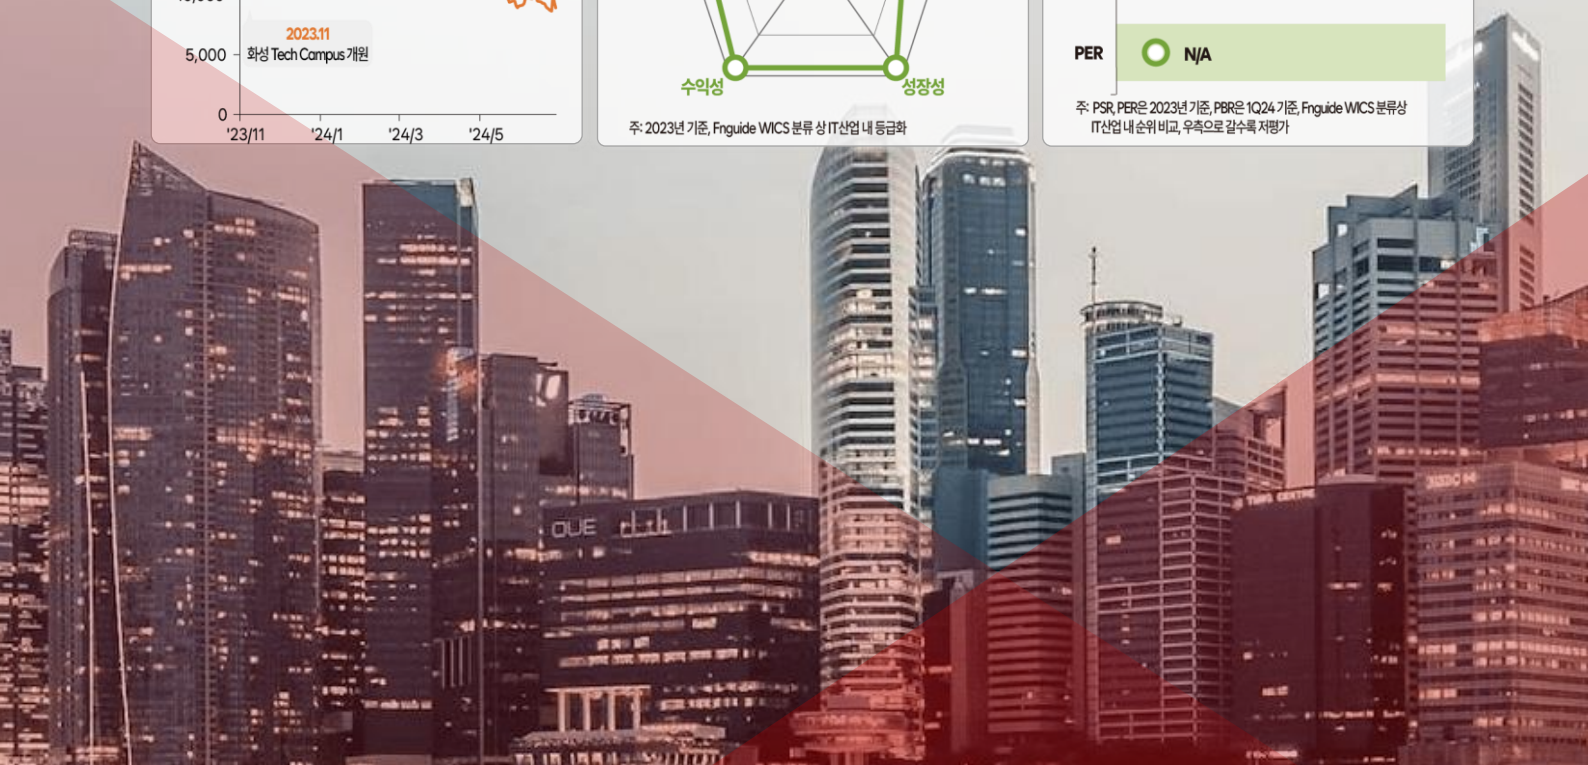 2023.11
화성 Tech Campus 개원
5,000
0
'23/11 '24/1 '24/3 '24/5
수익성 성장성
주: 2023년 기준, Fnguide WICS 분류 상 IT산업 내 등급화
PER N/A
주: PSR, PER은 2023년 기준, PBR은 1Q24 기준, Fnguide WICS 분류상
IT산업 내 순위 비교, 우측으로 갈수록 저평가
OUE